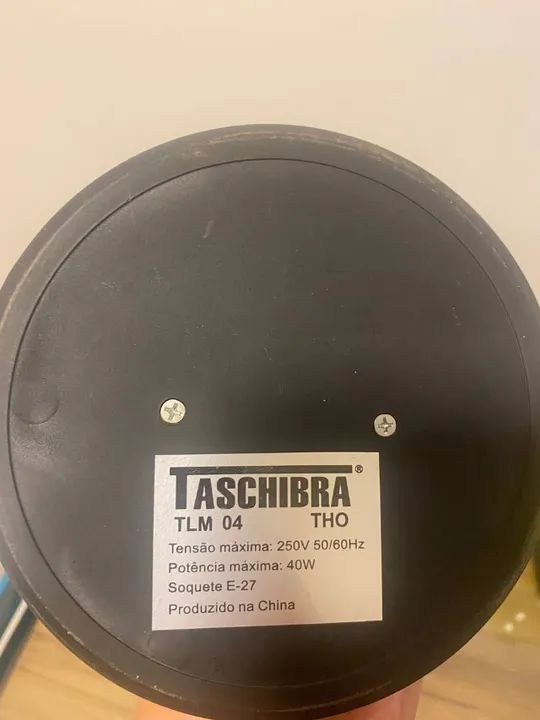 TASCHIBRA®
TLM 04 THO
Tensão máxima: 250V 50/60Hz
Potência máxima: 40W
Soquete E-27
Produzido na China